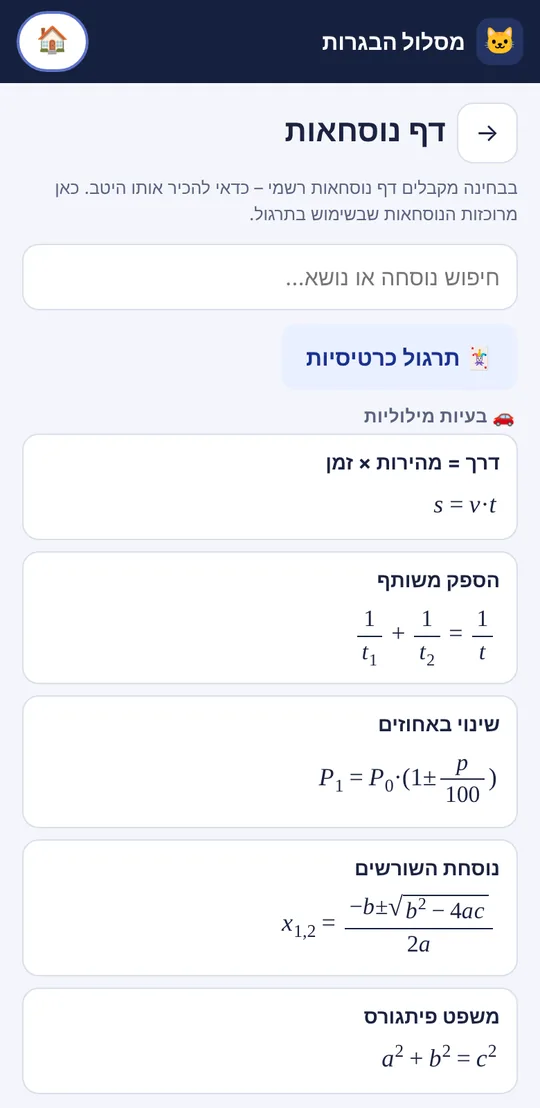 מסלול הבגרות
דף נוסחאות
בבחינה מקבלים דף נוסחאות רשמי – כדאי להכיר אותו היטב. כאן
מרוכזות הנוסחאות שבשימוש בתרגול.
חיפוש נוסחה או נושא...
תרגול כרטיסיות
בעיות מילוליות
דרך = מהירות × זמן
s = v·t
הספק משותף
1/t₁ + 1/t₂ = 1/t
שינוי באחוזים
P₁ = P₀·(1±p/100)
נוסחת השורשים
x₁,₂ = (−b±√(b² − 4ac))/2a
משפט פיתגורס
a² + b² = c²